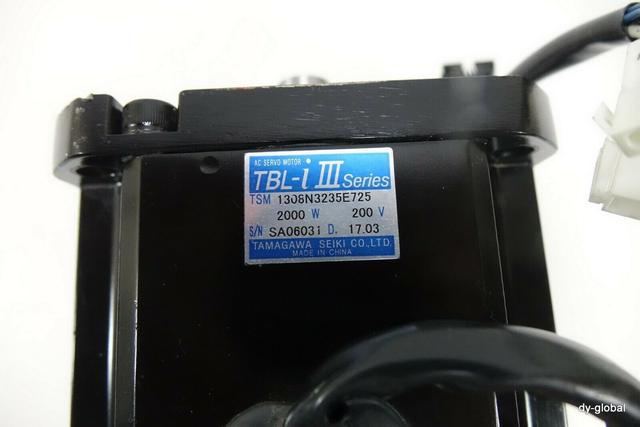 AC SERVO MOTOR
TBL-i III Series
TSM 1308N3235E725
2000 W 200 V
S/N SA06031 D. 17.03
TAMAGAWA SEIKI CO.,LTD.
MADE IN CHINA
dy-global